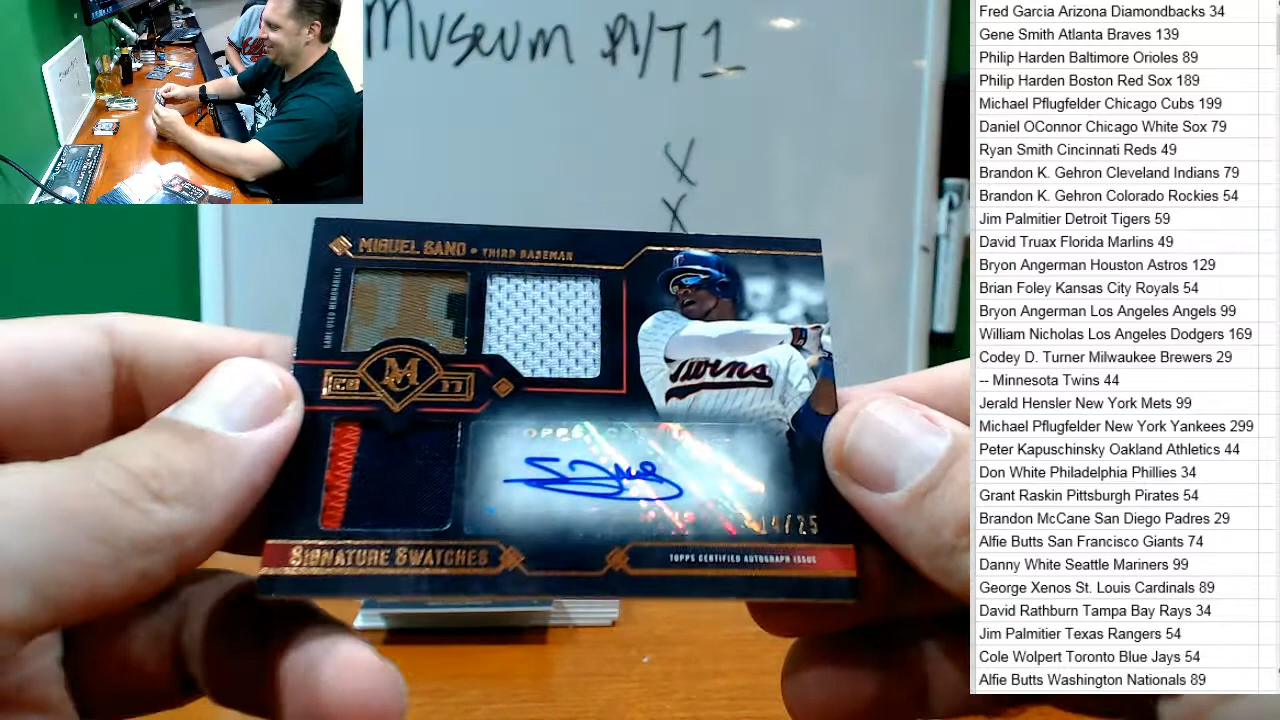 Museum
1
X
X
MIGUEL SANO • THIRD BASEMAN
GAME-USED MEMORABILIA
M
20 17
Twins
14/25
SIGNATURE SWATCHES
TOPPS CERTIFIED AUTOGRAPH ISSUE
Fred Garcia Arizona Diamondbacks 34
Gene Smith Atlanta Braves 139
Philip Harden Baltimore Orioles 89
Philip Harden Boston Red Sox 189
Michael Pflugfelder Chicago Cubs 199
Daniel OConnor Chicago White Sox 79
Ryan Smith Cincinnati Reds 49
Brandon K. Gehron Cleveland Indians 79
Brandon K. Gehron Colorado Rockies 54
Jim Palmitier Detroit Tigers 59
David Truax Florida Marlins 49
Bryon Angerman Houston Astros 129
Brian Foley Kansas City Royals 54
Bryon Angerman Los Angeles Angels 99
William Nicholas Los Angeles Dodgers 169
Codey D. Turner Milwaukee Brewers 29
-- Minnesota Twins 44
Jerald Hensler New York Mets 99
Michael Pflugfelder New York Yankees 299
Peter Kapuschinsky Oakland Athletics 44
Don White Philadelphia Phillies 34
Grant Raskin Pittsburgh Pirates 54
Brandon McCane San Diego Padres 29
Alfie Butts San Francisco Giants 74
Danny White Seattle Mariners 99
George Xenos St. Louis Cardinals 89
David Rathburn Tampa Bay Rays 34
Jim Palmitier Texas Rangers 54
Cole Wolpert Toronto Blue Jays 54
Alfie Butts Washington Nationals 89